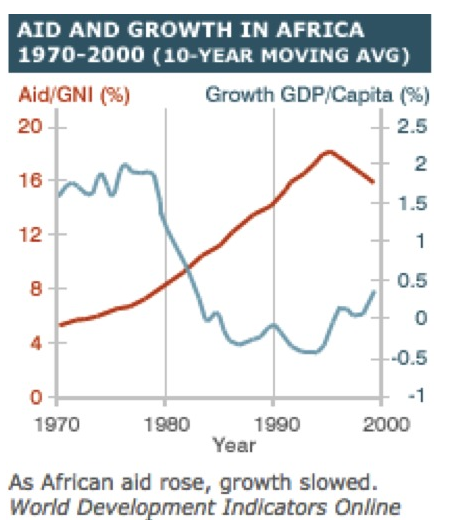 AID AND GROWTH IN AFRICA
1970-2000 (10-YEAR MOVING AVG)
Aid/GNI (%) Growth GDP/Capita (%)
20 2.5
2
16
1.5
12 1
8 0.5
0
4
-0.5
0 -1
1970 1980 1990 2000
Year
As African aid rose, growth slowed.
World Development Indicators Online